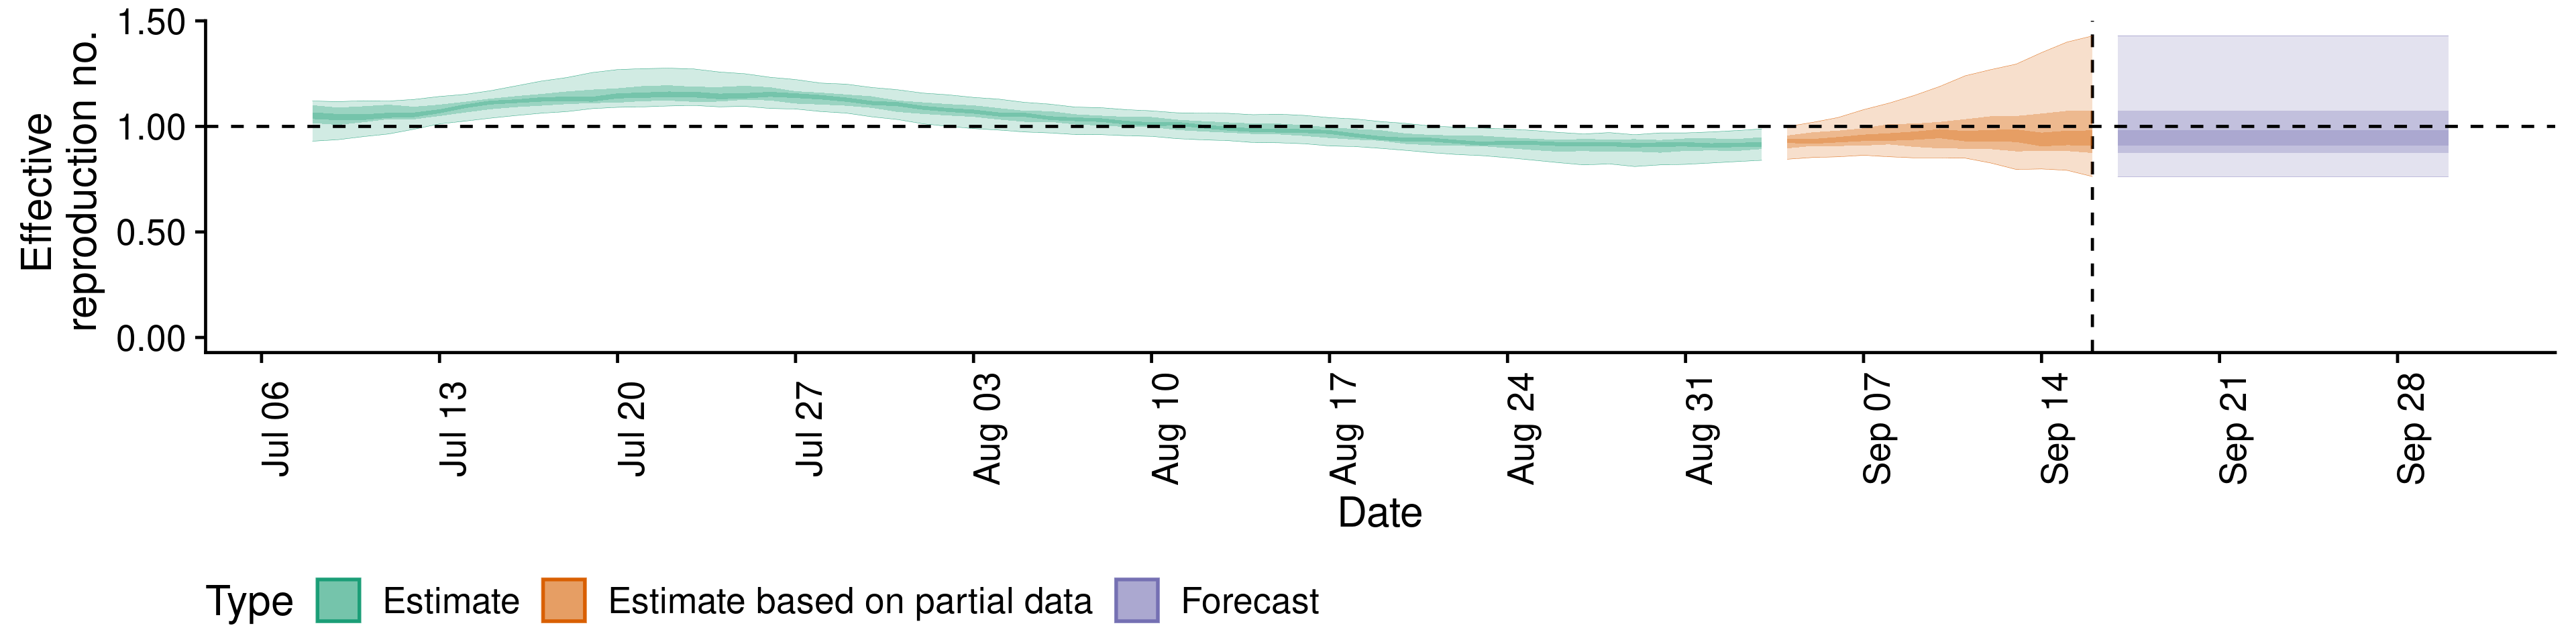 Effective
reproduction no.
1.50
1.00
0.50
0.00
Jul 06
Jul 13
Jul 20
Jul 27
Aug 03
Aug 10
Aug 17
Aug 24
Aug 31
Sep 07
Sep 14
Sep 21
Sep 28
Date
Type Estimate Estimate based on partial data Forecast